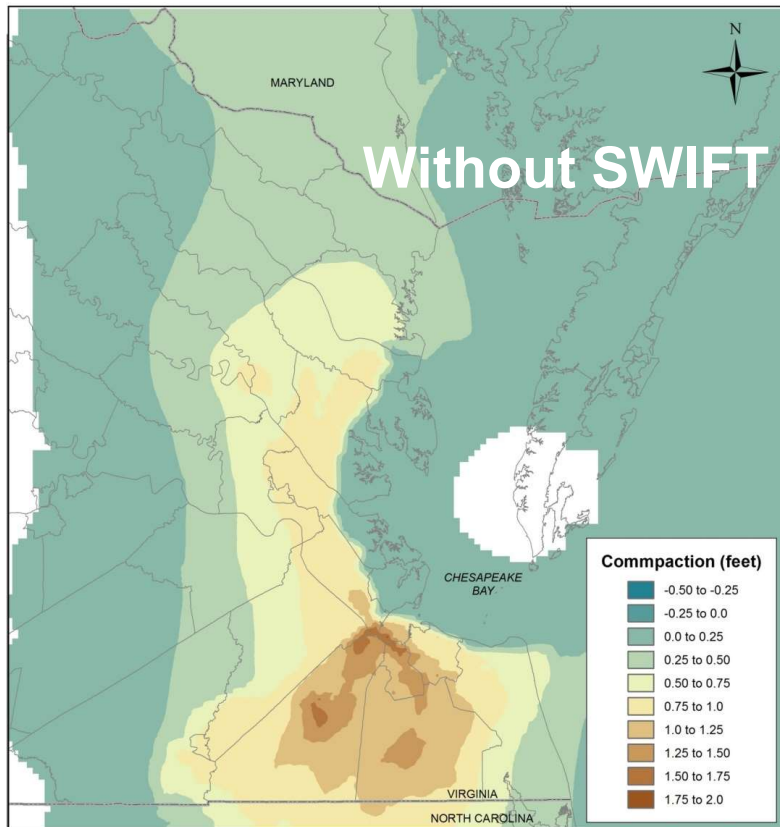 N
MARYLAND
Without SWIFT
CHESAPEAKE
BAY
Commpaction (feet)
-0.50 to -0.25
-0.25 to 0.0
0.0 to 0.25
0.25 to 0.50
0.50 to 0.75
0.75 to 1.0
1.0 to 1.25
1.25 to 1.50
1.50 to 1.75
1.75 to 2.0
VIRGINIA
NORTH CAROLINA